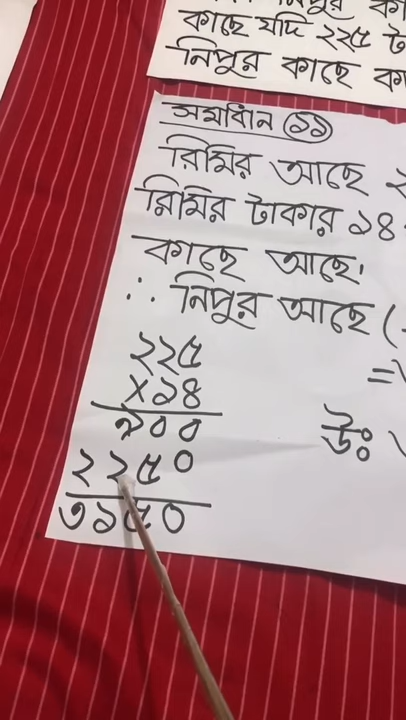 কাছে যদি ২২৫ ট
নিপুর কাছে ক
সমাধান ১১
রিমির আছে
রিমির টাকার ১৪
কাছে আছে।
∴ নিপুর আছে (
২২৫
×১৪
৯০০
২২৫০
৩১৫০
=
উঃ